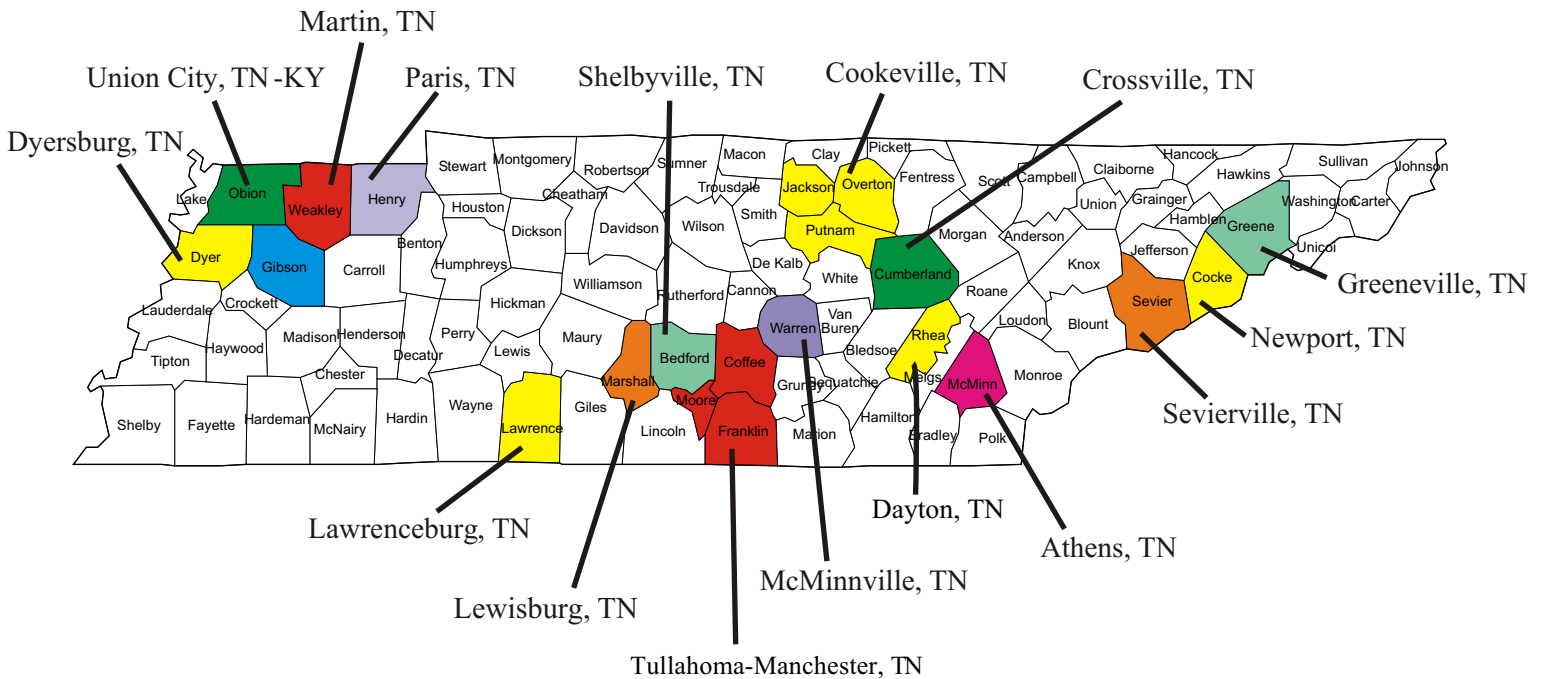 Martin, TN
Union City, TN -KY
Paris, TN
Shelbyville, TN
Cookeville, TN
Crossville, TN
Dyersburg, TN
Stewart
Montgomery
Robertson
Sumner
Macon
Clay
Pickett
Hancock
Sullivan
Johnson
Claiborne
Hawkins
Lake
Obion
Weakley
Henry
Houston
Cheatham
Trousdale
Jackson
Overton
Fentress
Scott
Campbell
Union
Grainger
Hamblen
Greene
Washington
Carter
Unicoi
Smith
Wilson
Davidson
Dickson
Putnam
Morgan
Anderson
Jefferson
Benton
Dyer
Gibson
Carroll
Humphreys
Williamson
De Kalb
White
Cumberland
Knox
Cocke
Greeneville, TN
Roane
Sevier
Newport, TN
Lauderdale
Crockett
Hickman
Rutherford
Cannon
Warren
Van
Buren
Loudon
Blount
Madison
Henderson
Perry
Maury
Rhea
Haywood
Tipton
Decatur
Lewis
Bedford
Coffee
Bledsoe
Chester
Marshall
Moore
Grundy
Sequatchie
Meigs
McMinn
Monroe
Sevierville, TN
Shelby
Fayette
Hardeman
McNairy
Hardin
Wayne
Lawrence
Giles
Lincoln
Franklin
Marion
Hamilton
Bradley
Polk
Lawrenceburg, TN
Dayton, TN
Athens, TN
McMinnville, TN
Lewisburg, TN
Tullahoma-Manchester, TN